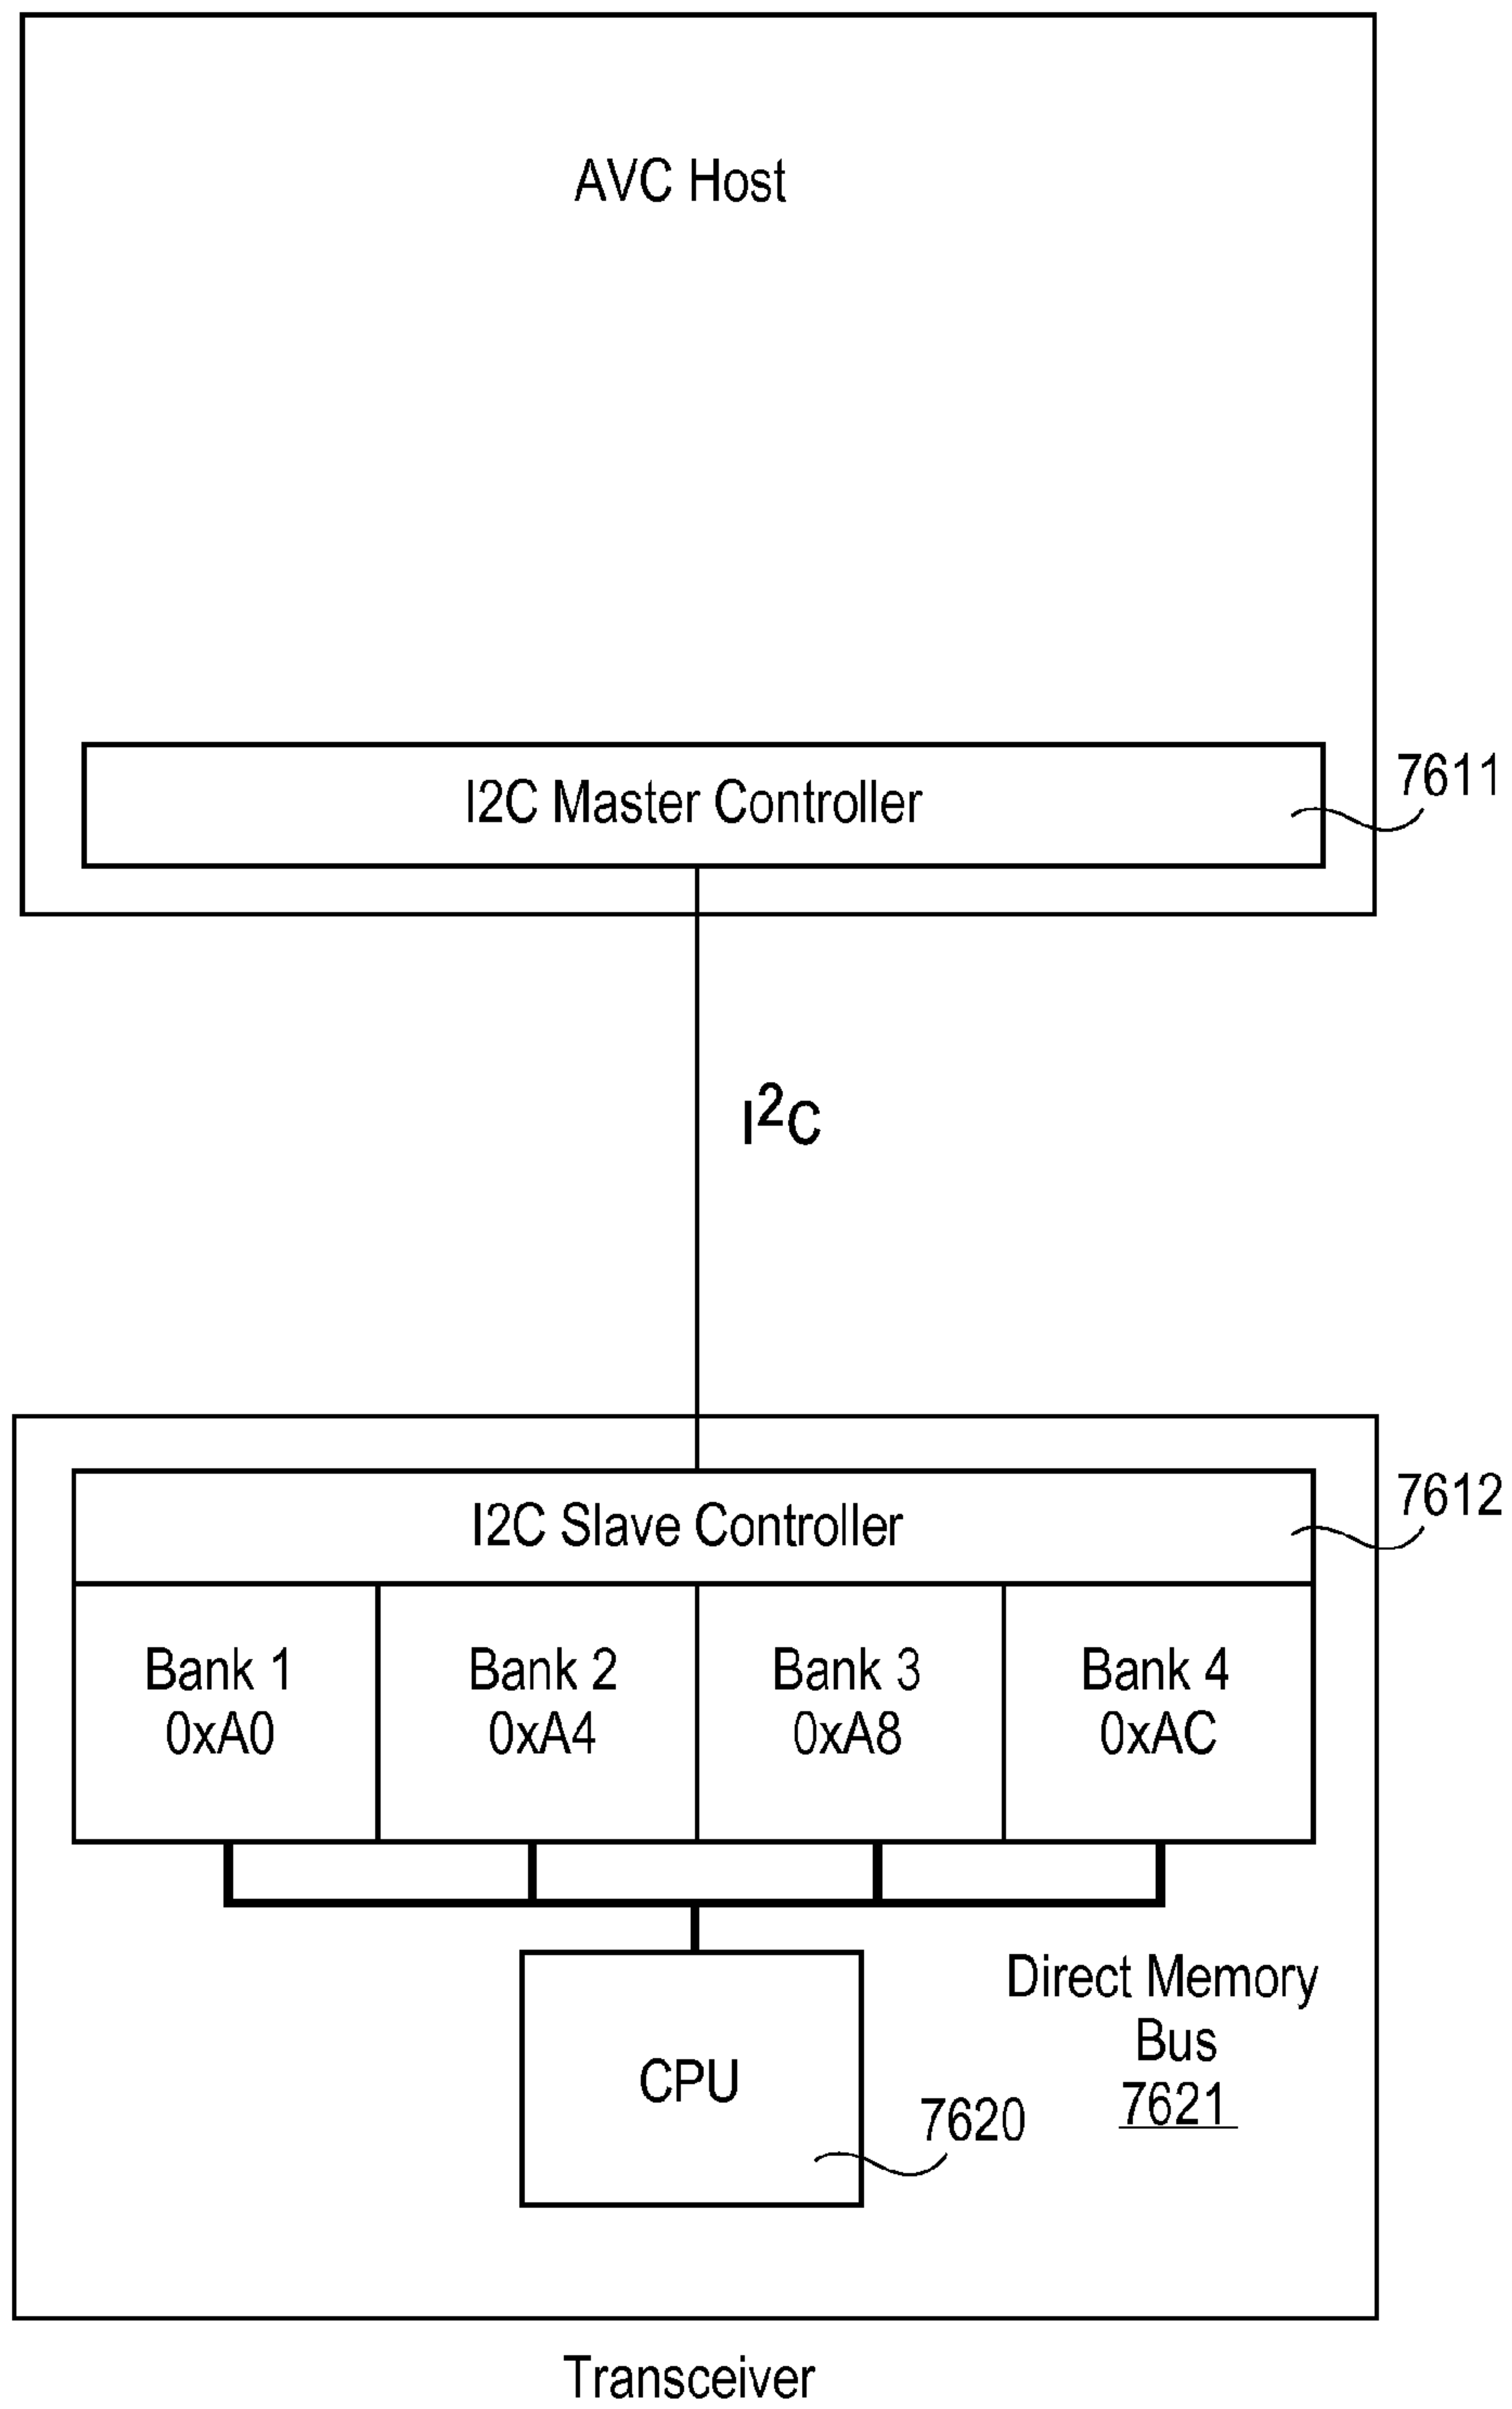 AVC Host
I2C Master Controller
7611
I²C
I2C Slave Controller
7612
Bank 1
0xA0
Bank 2
0xA4
Bank 3
0xA8
Bank 4
0xAC
Direct Memory
Bus
7621
CPU
7620
Transceiver